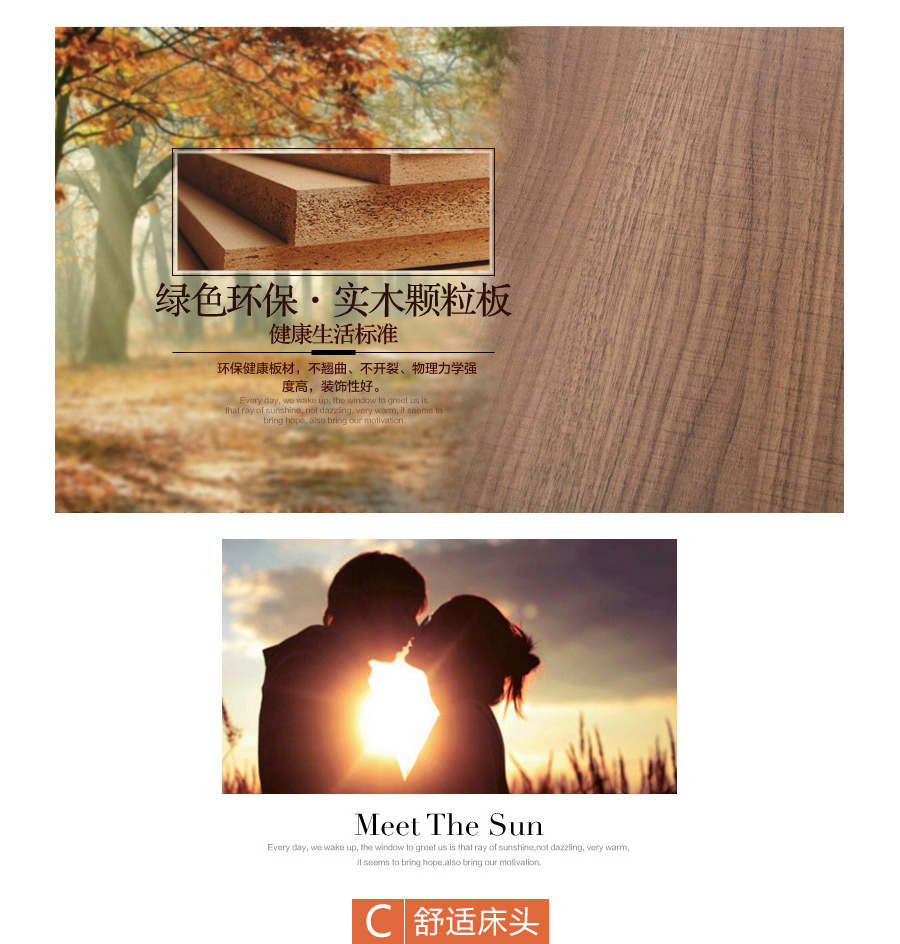 绿色环保·实木颗粒板
健康生活标准
环保健康板材，不翘曲、不开裂、物理力学强
度高，装饰性好。
Every day, we wake up, the window to greet us is
that ray of sunshine, not dazzling, very warm, it seems to
bring hope, also bring our motivation.
Meet The Sun
Every day, we wake up, the window to greet us is that ray of sunshine,not dazzling, very warm,
it seems to bring hope,also bring our motivation.
C 舒适床头